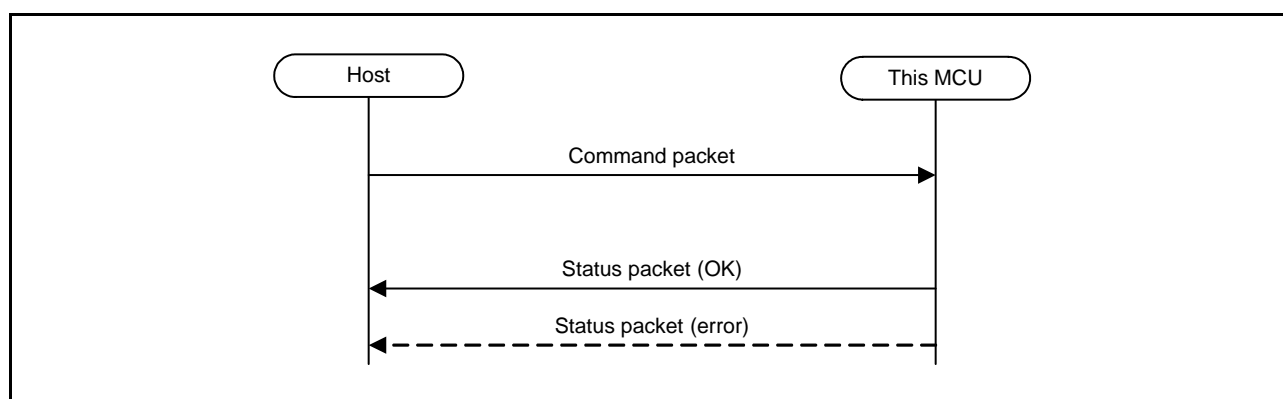 Host
This MCU
Command packet
Status packet (OK)
Status packet (error)